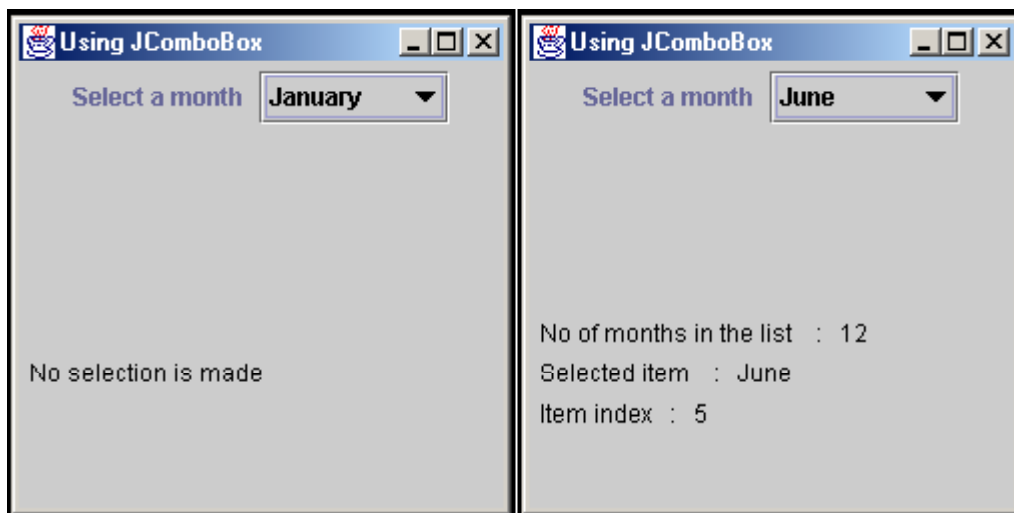 Using JComboBox
Select a month January
No selection is made
Using JComboBox
Select a month June
No of months in the list : 12
Selected item : June
Item index : 5